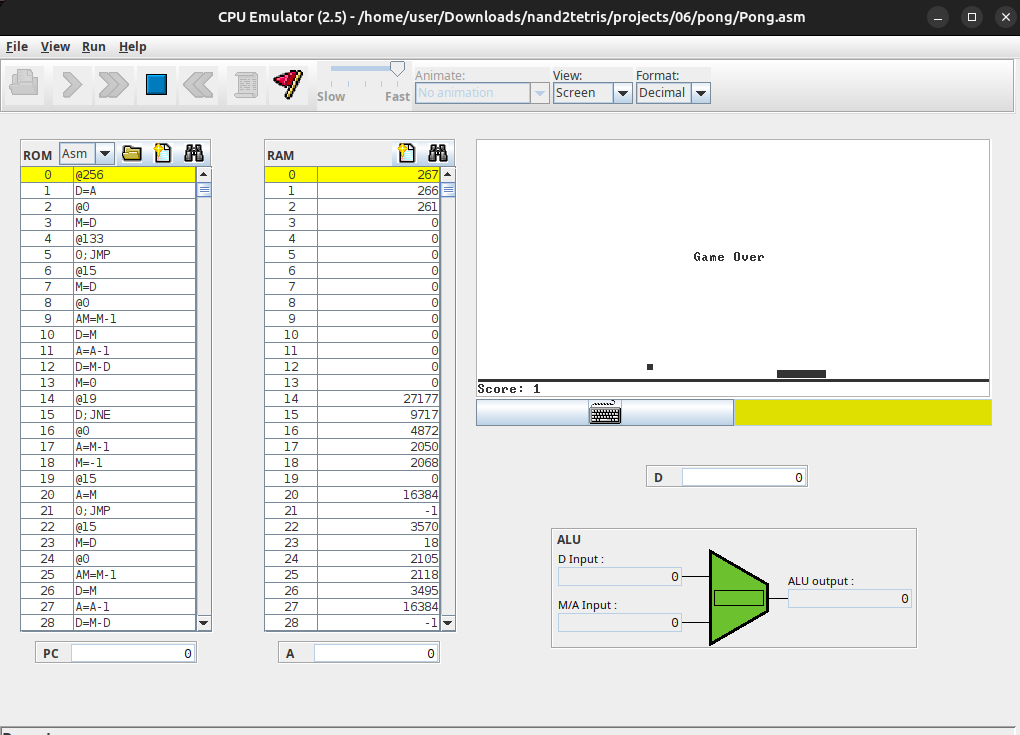 CPU Emulator (2.5) - /home/user/Downloads/nand2tetris/projects/06/pong/Pong.asm
File View Run Help
Slow Fast
Animate: View: Format:
No animation Screen Decimal
ROM Asm
0 @256
1 D=A
2 @0
3 M=D
4 @133
5 0;JMP
6 @15
7 M=D
8 @0
9 AM=M-1
10 D=M
11 A=A-1
12 D=M-D
13 M=0
14 @19
15 D;JNE
16 @0
17 A=M-1
18 M=-1
19 @15
20 A=M
21 0;JMP
22 @15
23 M=D
24 @0
25 AM=M-1
26 D=M
27 A=A-1
28 D=M-D
PC 0
RAM
0 267
1 266
2 261
3 0
4 0
5 0
6 0
7 0
8 0
9 0
10 0
11 0
12 0
13 0
14 27177
15 9717
16 4872
17 2050
18 2068
19 0
20 16384
21 -1
22 3570
23 18
24 2105
25 2118
26 3495
27 16384
28 -1
A 0
Game Over
Score: 1
D 0
ALU
D Input :
0
M/A Input :
0
ALU output :
0